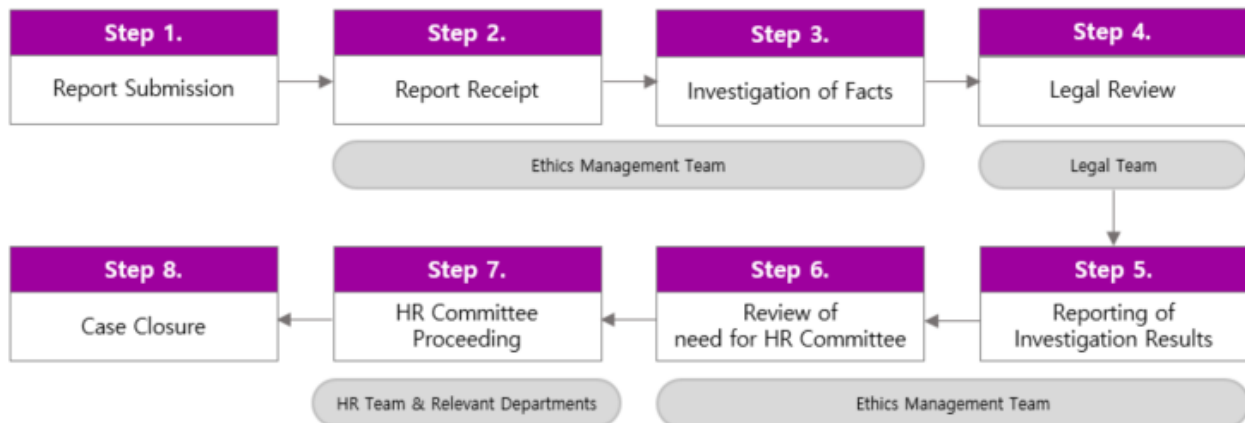 Step 1.
Report Submission
Step 2.
Report Receipt
Step 3.
Investigation of Facts
Step 4.
Legal Review
Ethics Management Team
Legal Team
Step 8.
Case Closure
Step 7.
HR Committee
Proceeding
Step 6.
Review of
need for HR Committee
Step 5.
Reporting of
Investigation Results
HR Team & Relevant Departments
Ethics Management Team